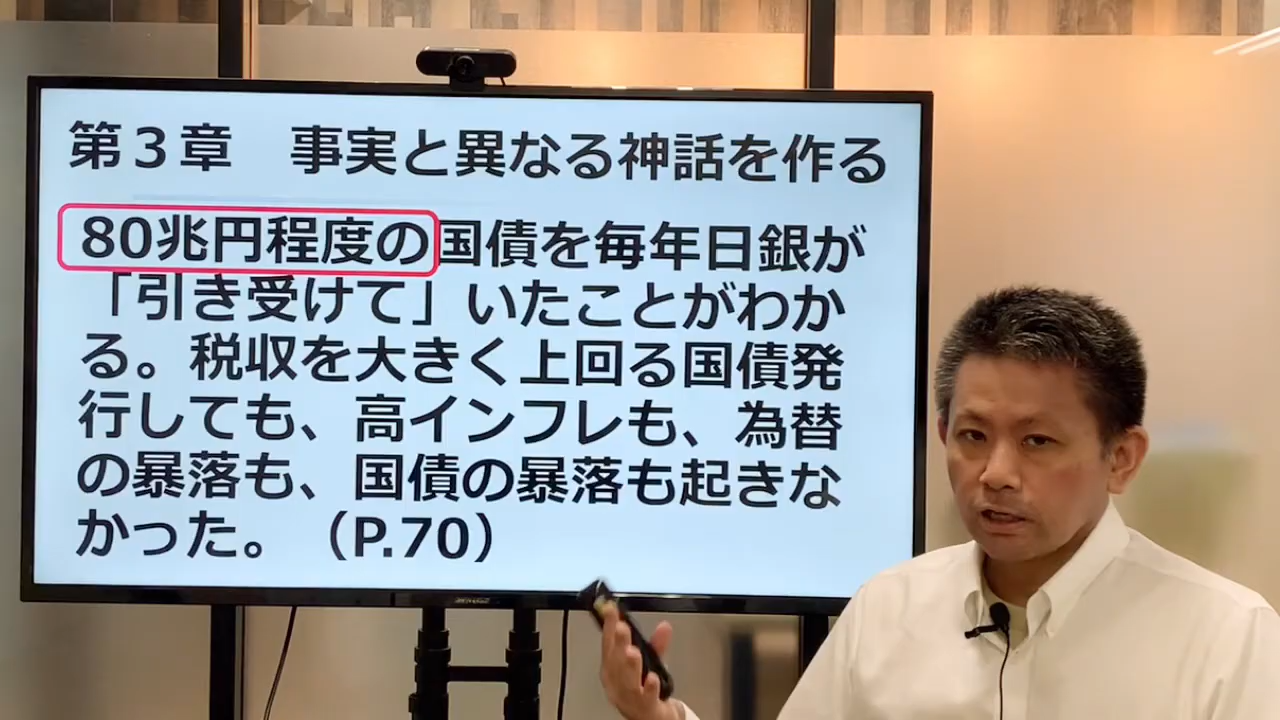 第３章　事実と異なる神話を作る
80兆円程度の国債を毎年日銀が
「引き受けて」いたことがわか
る。税収を大きく上回る国債発
行しても、高インフレも、為替
の暴落も、国債の暴落も起きな
かった。（P.70）